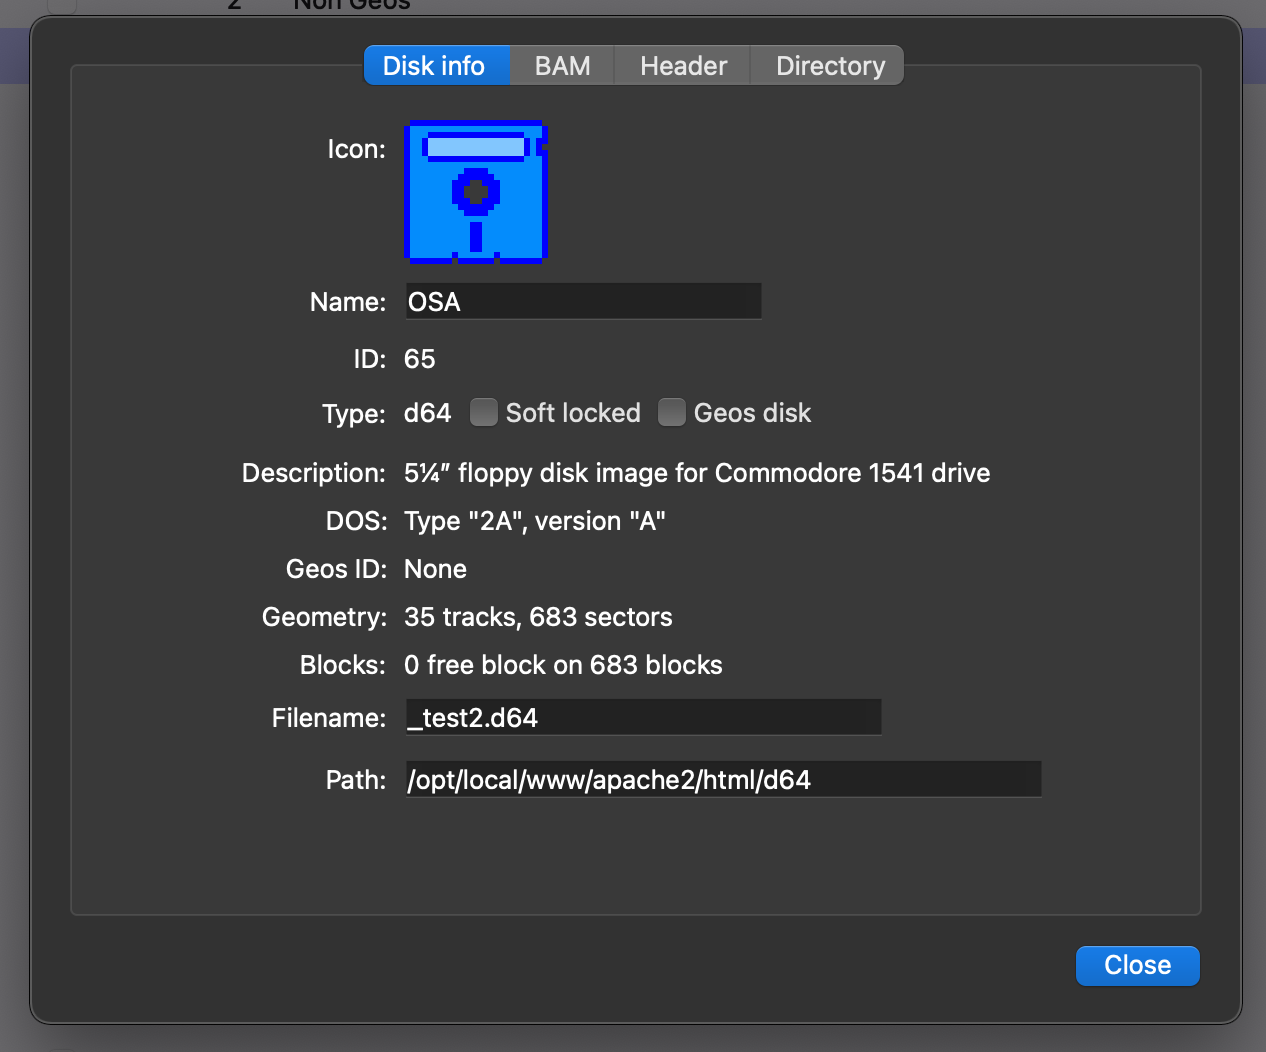 2 Non Geos
Disk info BAM Header Directory
Icon:
Name: OSA
ID: 65
Type: d64 Soft locked Geos disk
Description: 5¼” floppy disk image for Commodore 1541 drive
DOS: Type "2A", version "A"
Geos ID: None
Geometry: 35 tracks, 683 sectors
Blocks: 0 free block on 683 blocks
Filename: _test2.d64
Path: /opt/local/www/apache2/html/d64
Close